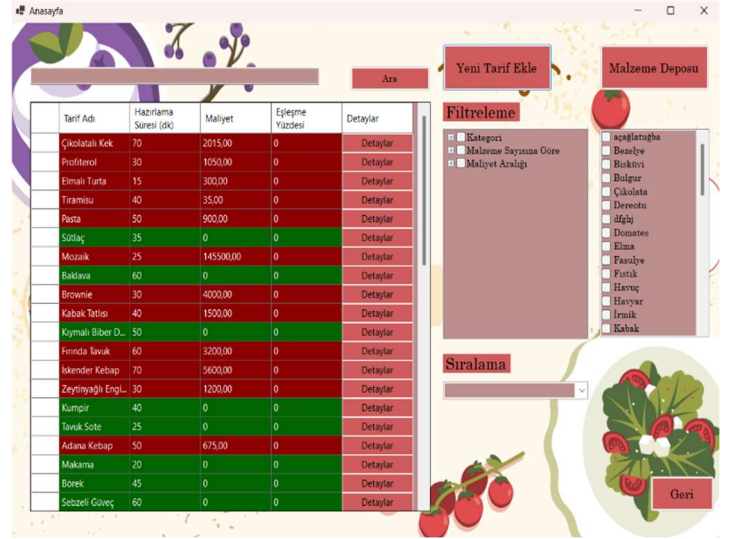 Anasayfa
Yeni Tarif Ekle
Malzeme Deposu
Ara
Tarif Adı Hazırlama Süresi (dk) Maliyet Eşleşme Yüzdesi Detaylar
Çikolatalı Kek 70 2015,00 0 Detaylar
Profiterol 30 1050,00 0 Detaylar
Elmalı Turta 15 300,00 0 Detaylar
Tiramisu 40 35,00 0 Detaylar
Pasta 50 900,00 0 Detaylar
Sütlaç 35 0 0 Detaylar
Mozaik 25 145500,00 0 Detaylar
Baklava 60 0 0 Detaylar
Brownie 30 4000,00 0 Detaylar
Kabak Tatlısı 40 1500,00 0 Detaylar
Kıymalı Biber D... 50 0 0 Detaylar
Fırında Tavuk 60 3200,00 0 Detaylar
İskender Kebap 70 5600,00 0 Detaylar
Zeytinyağlı Engi... 30 1200,00 0 Detaylar
Kumpir 40 0 0 Detaylar
Tavuk Sote 25 0 0 Detaylar
Adana Kebap 50 675,00 0 Detaylar
Makarna 20 0 0 Detaylar
Börek 45 0 0 Detaylar
Sebzeli Güveç 60 0 0 Detaylar
Filtreleme
Kategori
Malzeme Sayısına Göre
Maliyet Aralığı
açağlatuğba
Bezelye
Bisküvi
Bulgur
Çikolata
Dereotu
dfghj
Domates
Elma
Fasulye
Fıstık
Havuç
Havyar
İrmik
Kabak
Sıralama
Geri